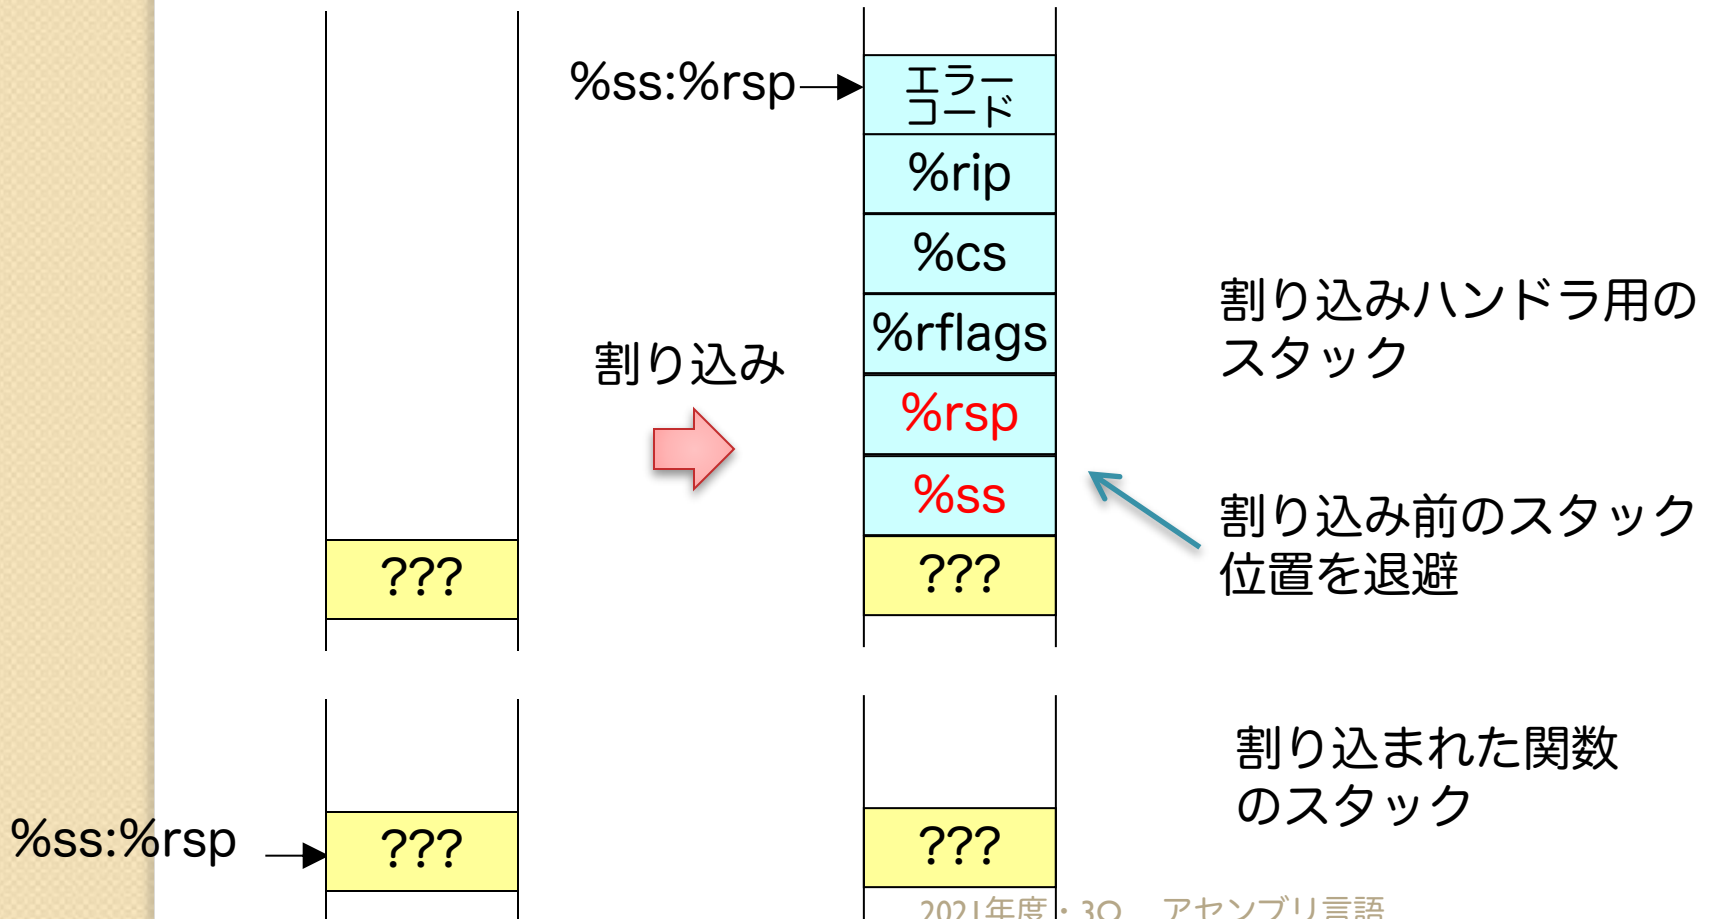 %ss:%rsp
エラー
コード
%rip
%cs
%rflags
%rsp
%ss
???
???
割り込み
割り込みハンドラ用の
スタック
割り込み前のスタック
位置を退避
%ss:%rsp
???
???
割り込まれた関数
のスタック
2021年度・3Q アセンブリ言語